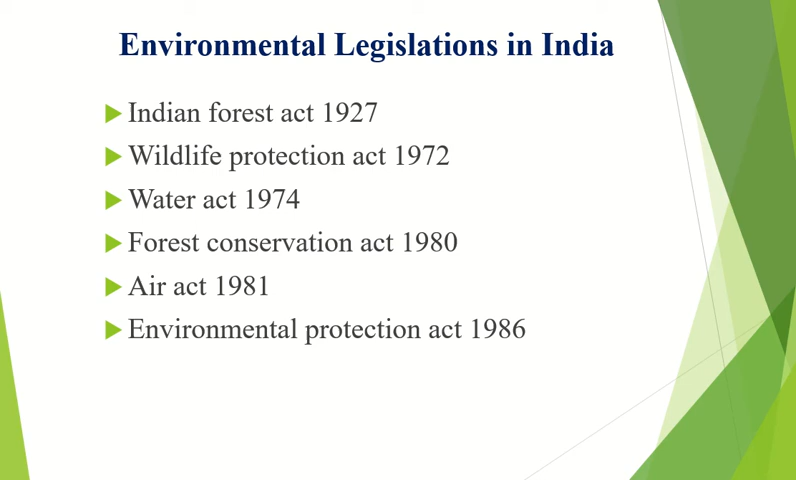 Environmental Legislations in India
Indian forest act 1927
Wildlife protection act 1972
Water act 1974
Forest conservation act 1980
Air act 1981
Environmental protection act 1986